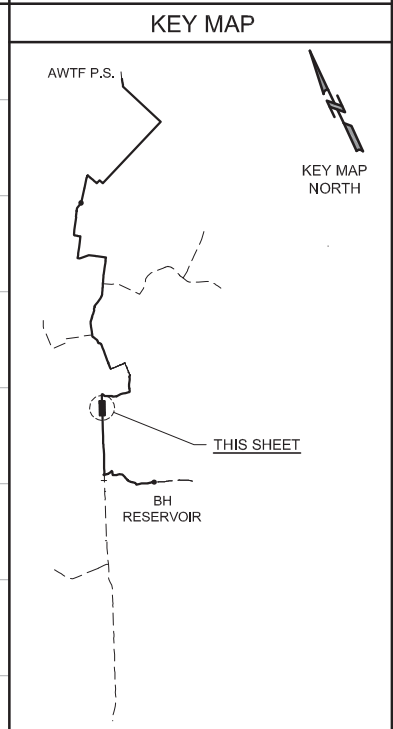 KEY MAP
AWTF P.S.
KEY MAP
NORTH
THIS SHEET
BH
RESERVOIR